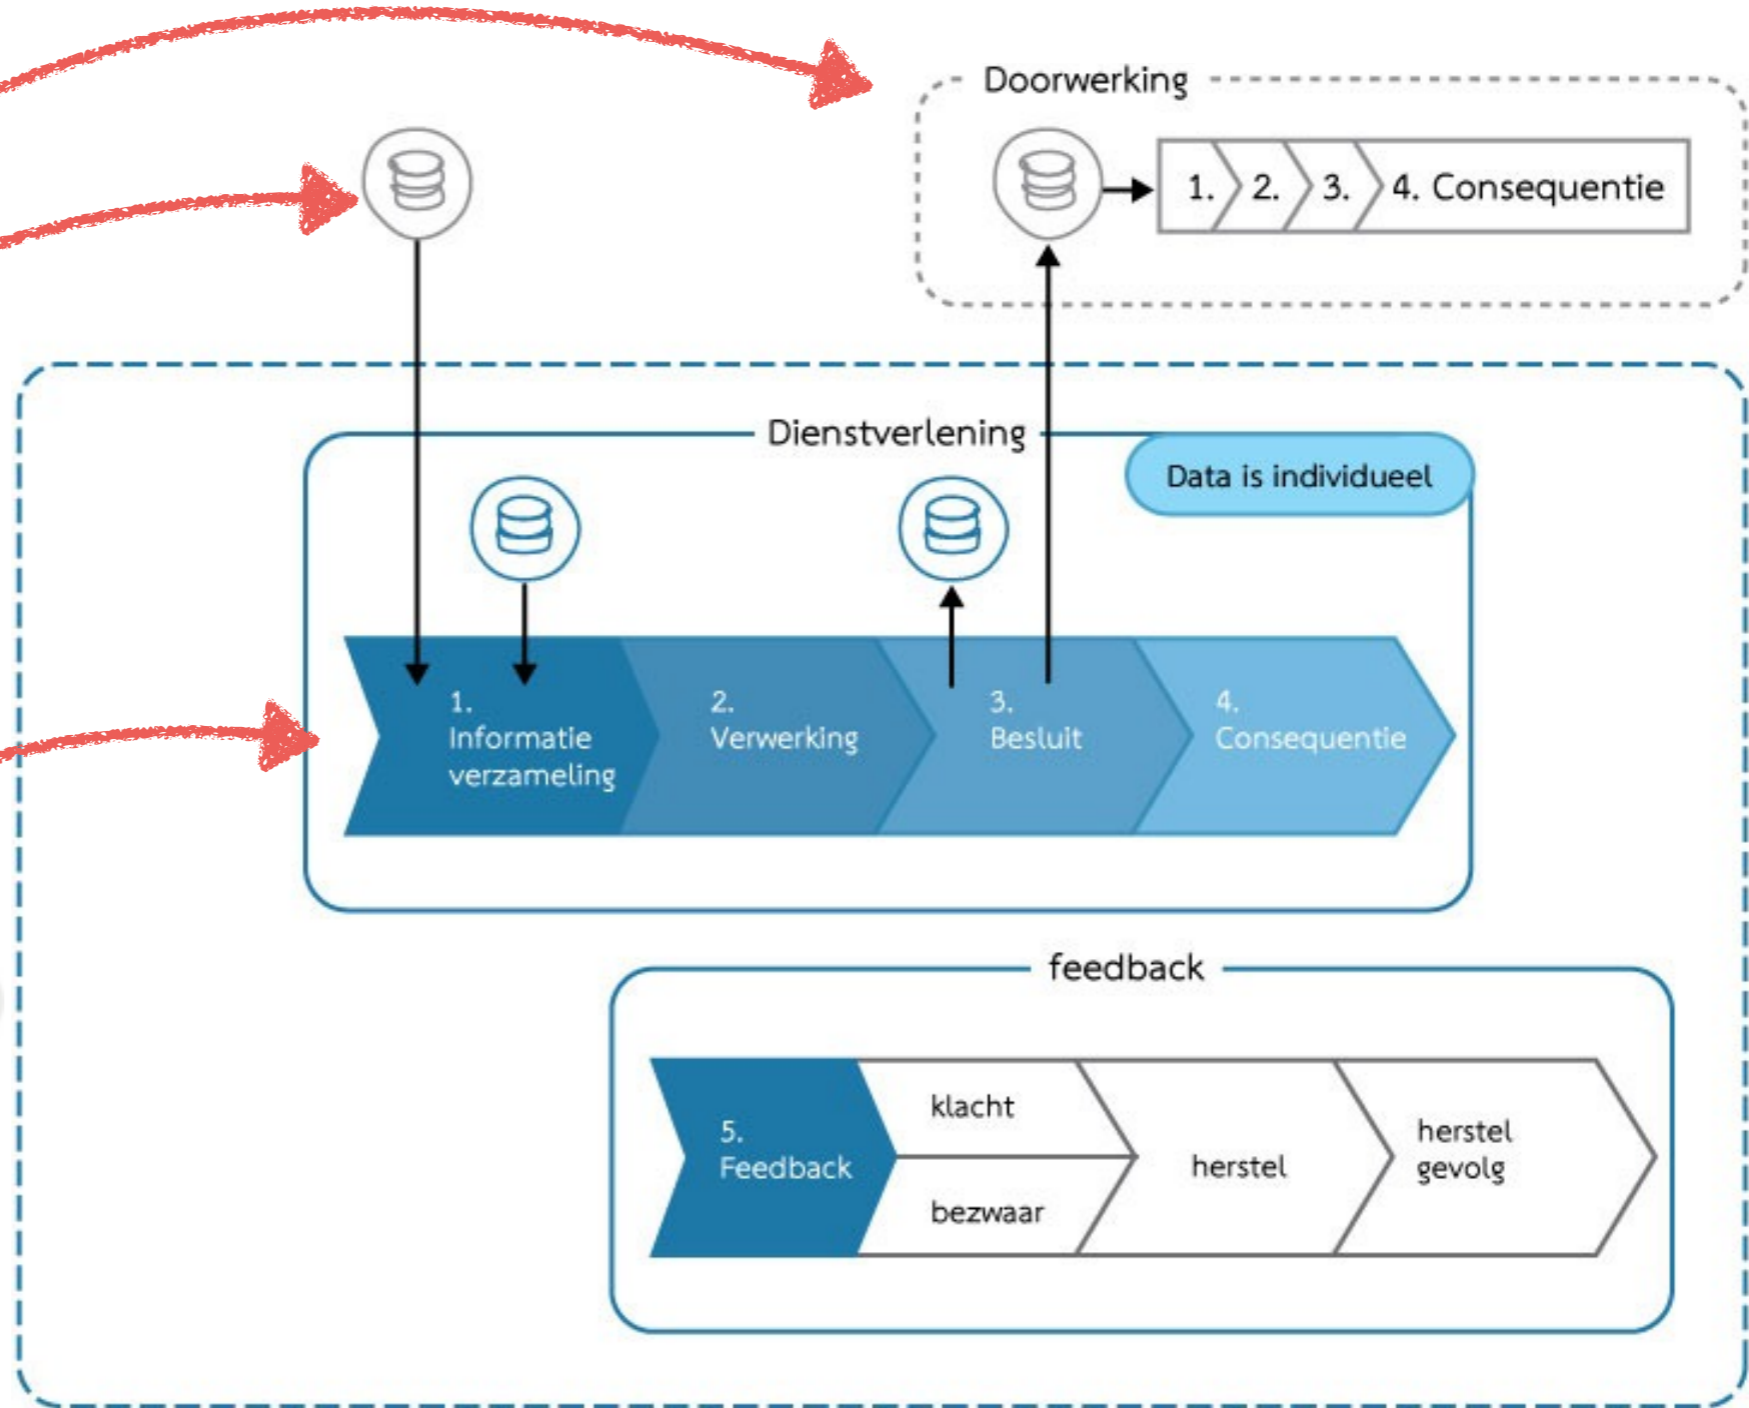 Doorwerking
1. 2. 3. 4. Consequentie
Dienstverlening
Data is individueel
1.
Informatie
verzameling
2.
Verwerking
3.
Besluit
4.
Consequentie
feedback
5.
Feedback
klacht
bezwaar
herstel
herstel
gevolg